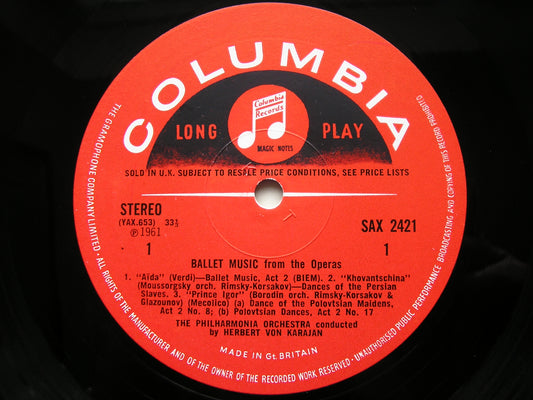 COLUMBIA
Columbia
Records
LONG PLAY
MAGIC NOTES
SOLD IN U.K. SUBJECT TO RESALE PRICE CONDITIONS, SEE PRICE LISTS
STEREO
(YAX.653) 33⅓
℗1961
1
SAX 2421
1
BALLET MUSIC from the Operas
1. "Aïda" (Verdi)—Ballet Music, Act 2 (BIEM). 2. "Khovantschina"
(Moussorgsky orch. Rimsky-Korsakov)—Dances of the Persian
Slaves. 3. "Prince Igor" (Borodin orch. Rimsky-Korsakov &
Glazounov) (Mecolico) (a) Dance of the Polovtsian Maidens,
Act 2 No. 8; (b) Polovtsian Dances, Act 2 No. 17
THE PHILHARMONIA ORCHESTRA conducted
by HERBERT VON KARAJAN
MADE IN Gt. BRITAIN
THE GRAMOPHONE COMPANY LIMITED - ALL RIGHTS OF THE MANUFACTURER AND OF THE OWNER OF THE RECORDED WORK RESERVED - UNAUTHORISED PUBLIC PERFORMANCE BROADCASTING AND COPYING OF THIS RECORD PROHIBITED